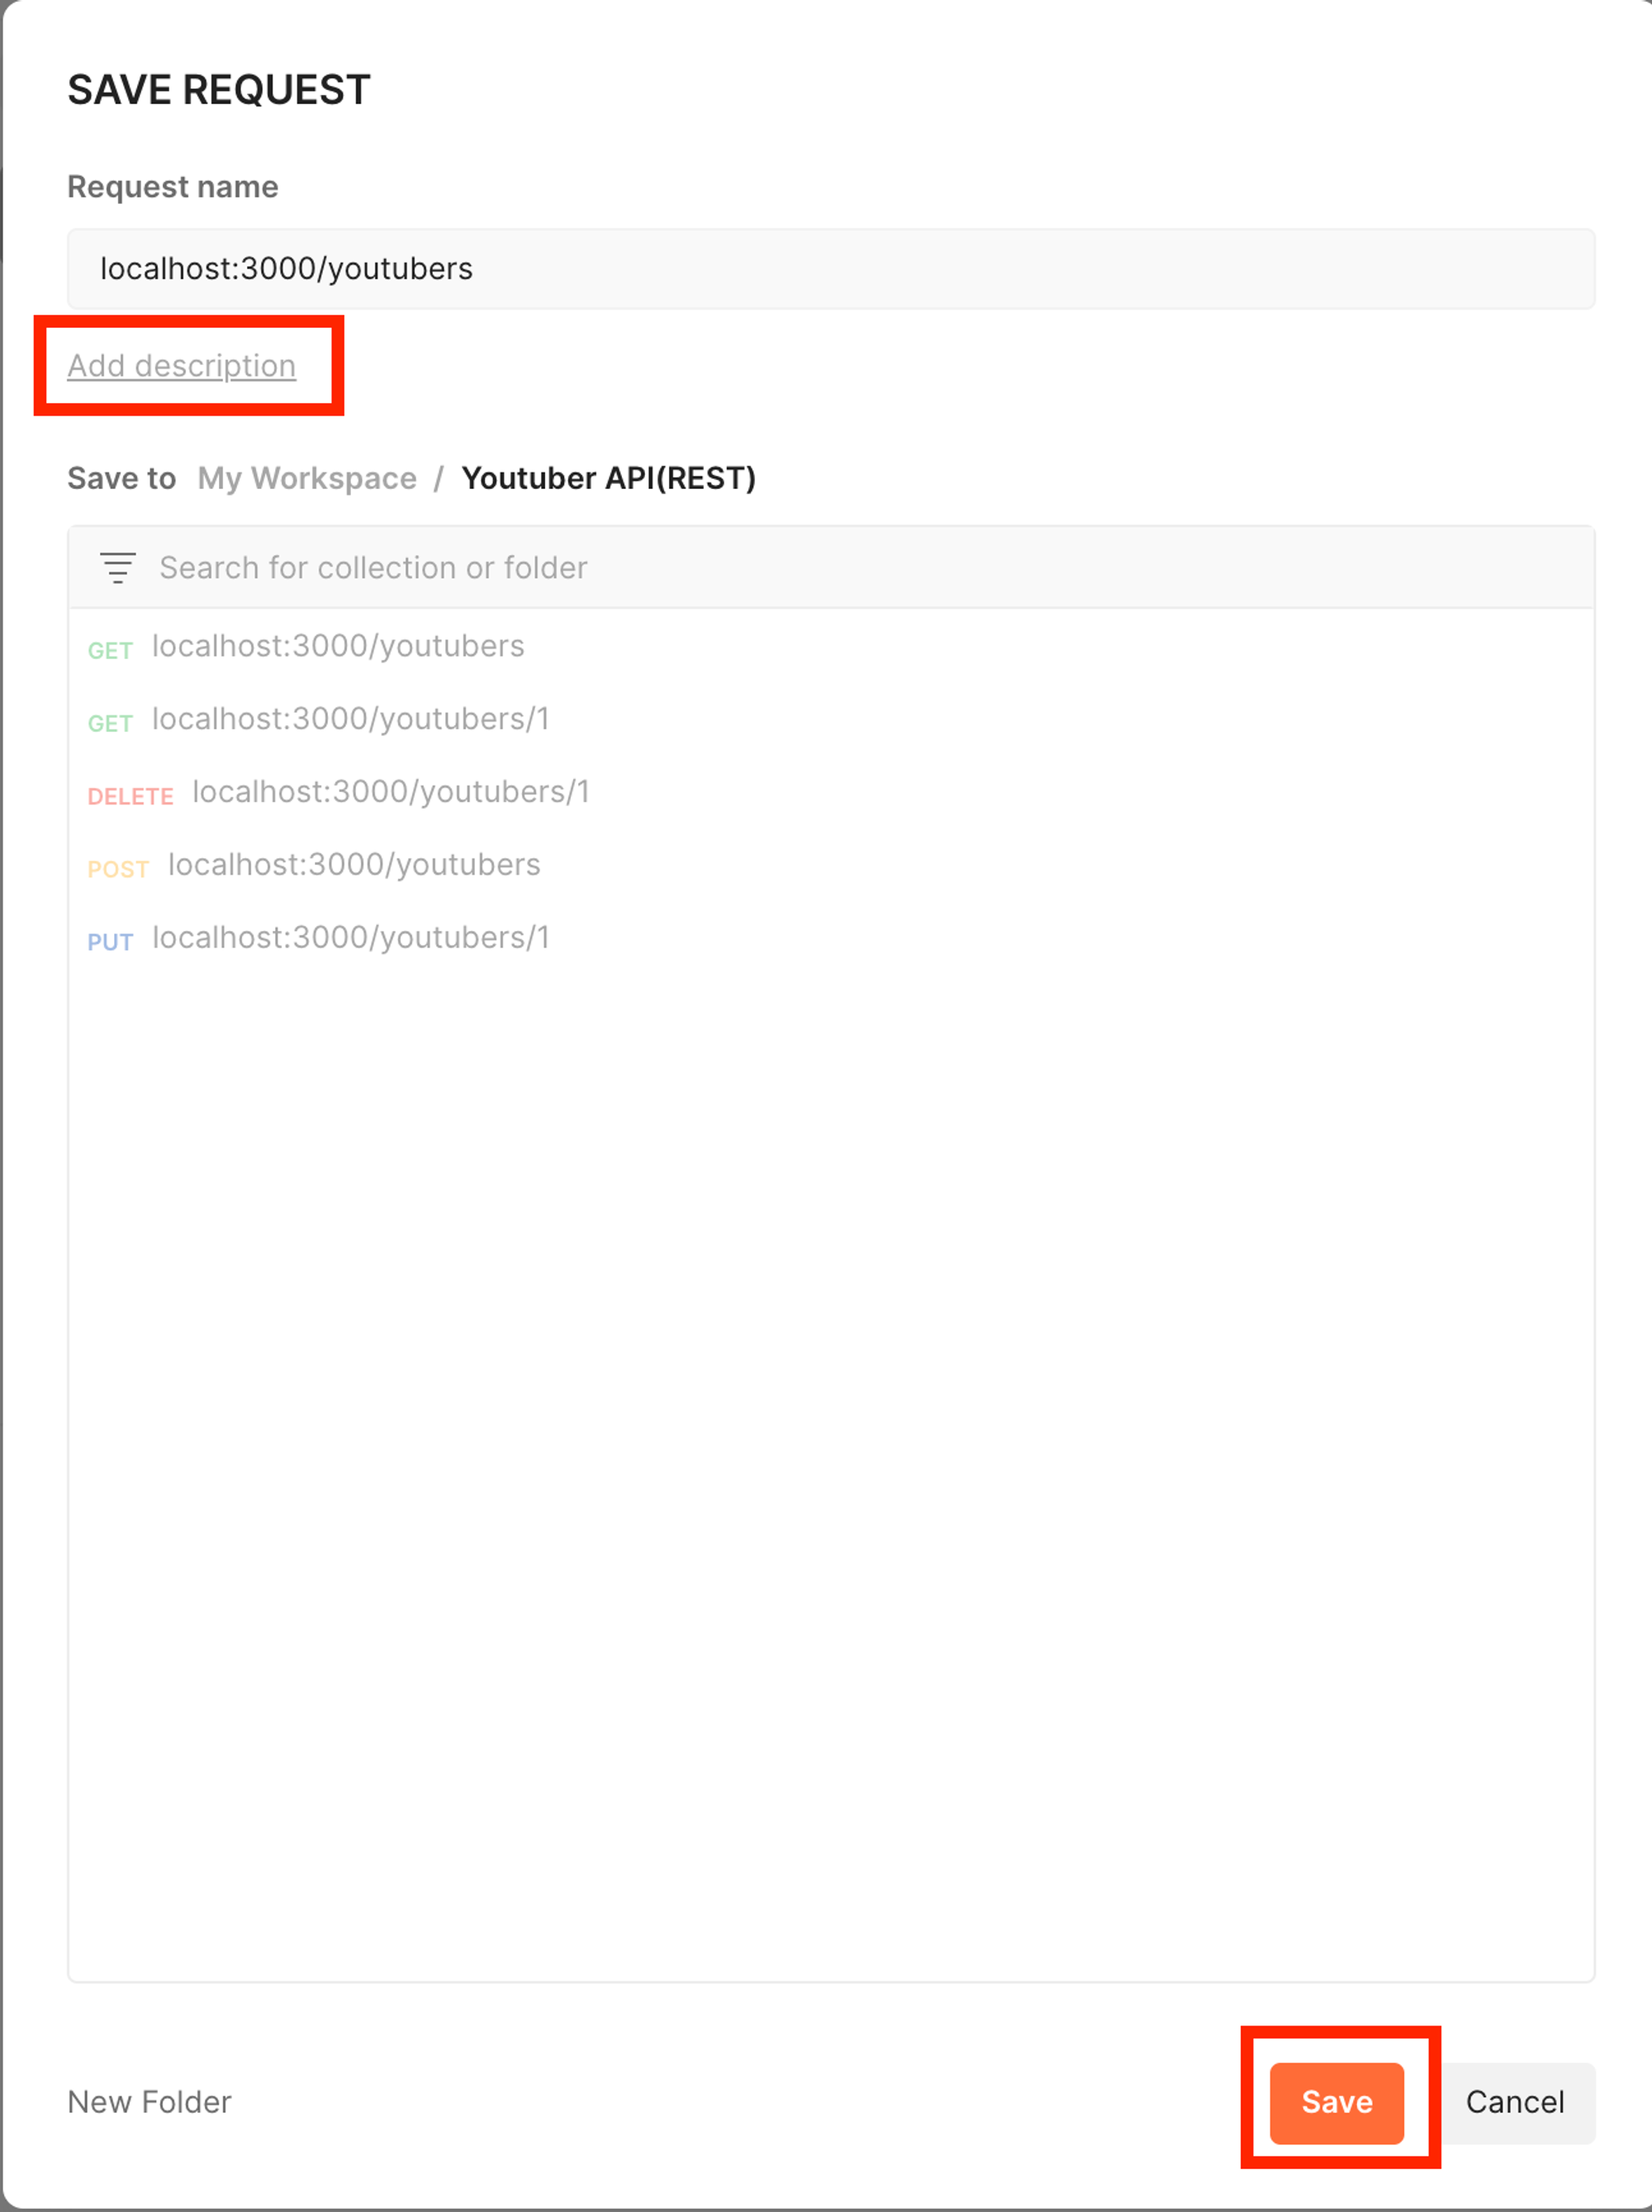 SAVE REQUEST
Request name
localhost:3000/youtubers
Add description
Save to My Workspace / Youtuber API(REST)
Search for collection or folder
GET localhost:3000/youtubers
GET localhost:3000/youtubers/1
DELETE localhost:3000/youtubers/1
POST localhost:3000/youtubers
PUT localhost:3000/youtubers/1
New Folder Save Cancel